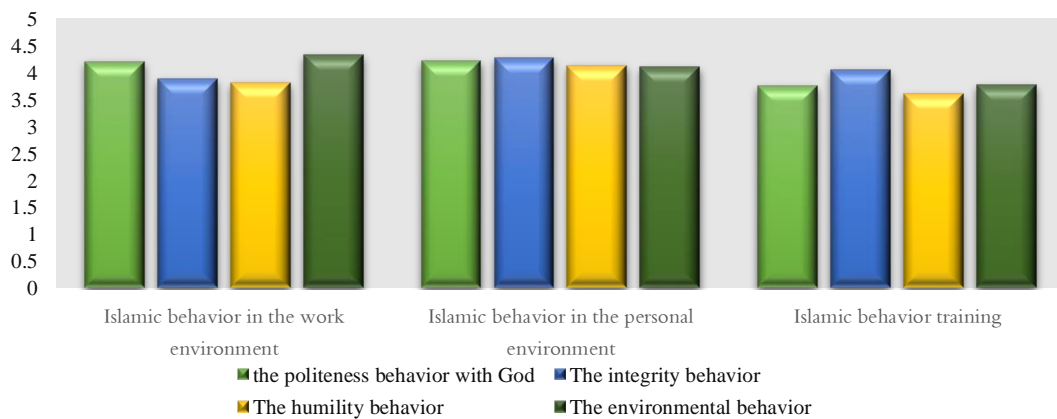 5
4.5
4
3.5
3
2.5
2
1.5
1
0.5
0
Islamic behavior in the work
environment
Islamic behavior in the personal
environment
Islamic behavior training
the politeness behavior with God
The integrity behavior
The humility behavior
The environmental behavior